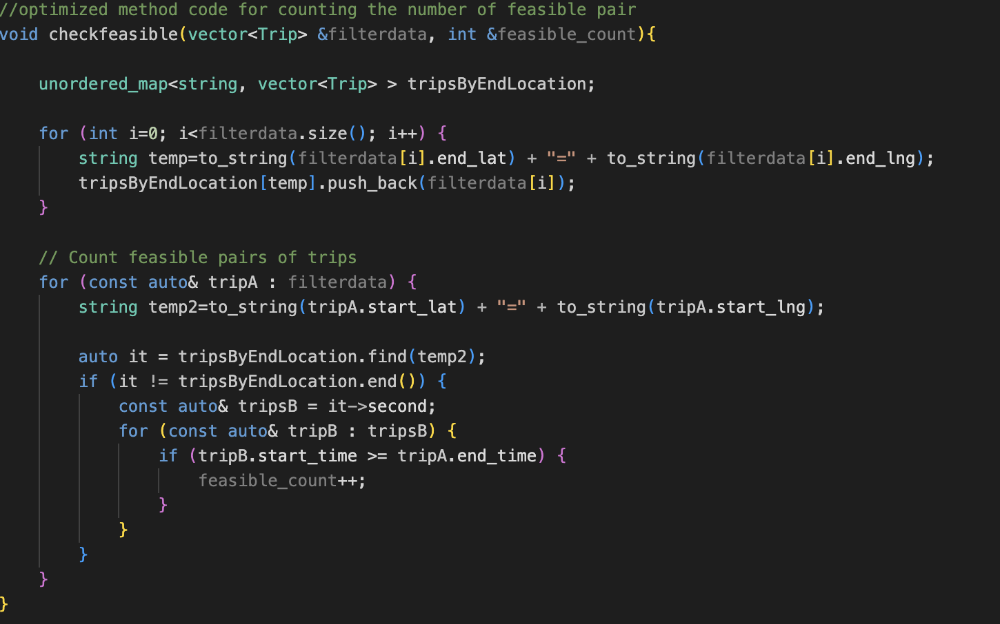 //optimized method code for counting the number of feasible pair
void checkfeasible(vector<Trip> &filterdata, int &feasible_count){
unordered_map<string, vector<Trip> > tripsByEndLocation;
for (int i=0; i<filterdata.size(); i++) {
string temp=to_string(filterdata[i].end_lat) + "=" + to_string(filterdata[i].end_lng);
tripsByEndLocation[temp].push_back(filterdata[i]);
}
// Count feasible pairs of trips
for (const auto& tripA : filterdata) {
string temp2=to_string(tripA.start_lat) + "=" + to_string(tripA.start_lng);
auto it = tripsByEndLocation.find(temp2);
if (it != tripsByEndLocation.end()) {
const auto& tripsB = it->second;
for (const auto& tripB : tripsB) {
if (tripB.start_time >= tripA.end_time) {
feasible_count++;
}
}
}
}
}